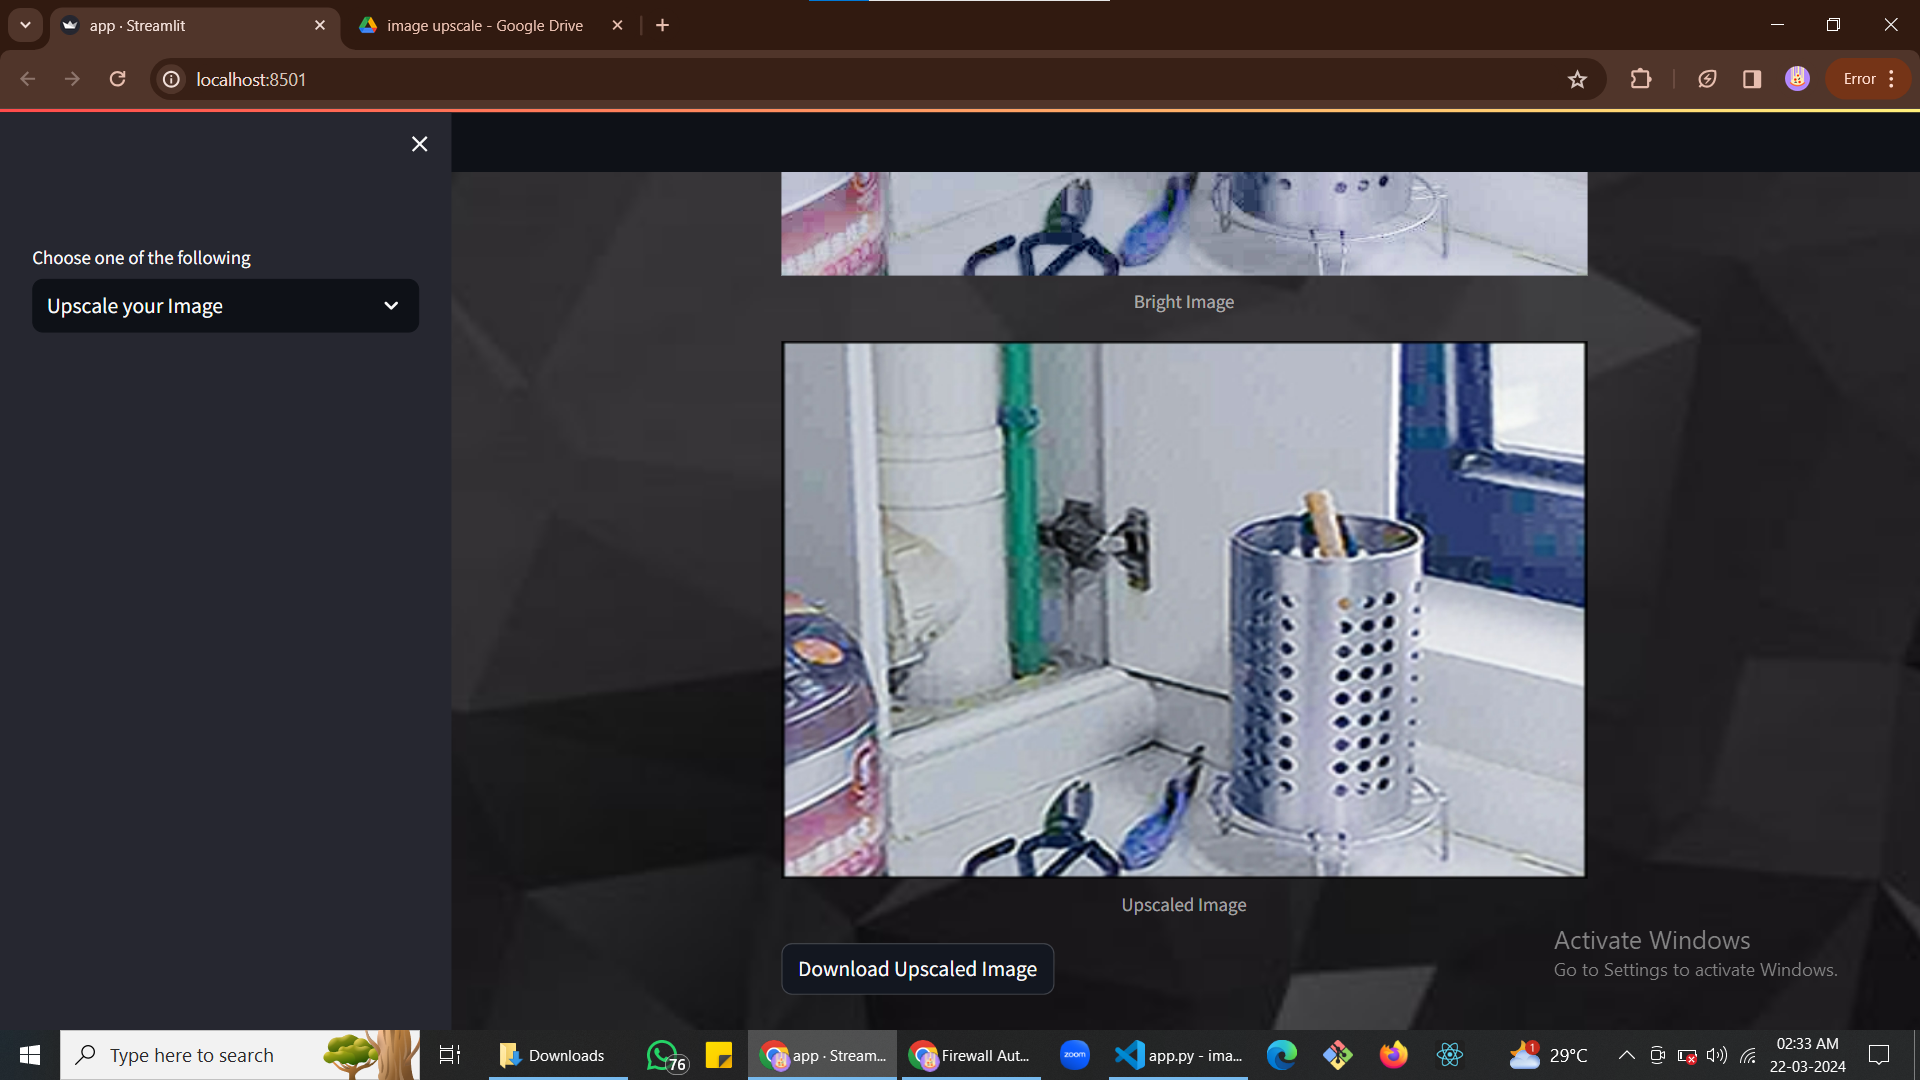 app · Streamlit
image upscale - Google Drive
localhost:8501
Error
Choose one of the following
Upscale your Image
Bright Image
Upscaled Image
Download Upscaled Image
Activate Windows
Go to Settings to activate Windows.
Type here to search
Downloads
76
app · Stream...
Firewall Aut...
zoom
app.py - ima...
1
29°C
02:33 AM
22-03-2024